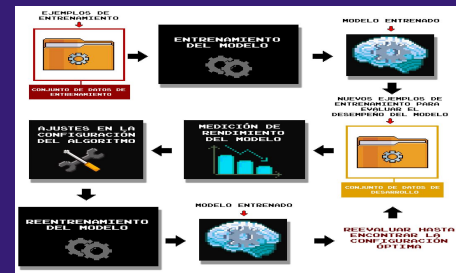 EJEMPLOS DE
ENTRENAMIENTO
CONJUNTO DE DATOS DE
ENTRENAMIENTO
ENTRENAMIENTO
DEL MODELO
MODELO ENTRENADO
NUEVOS EJEMPLOS DE
ENTRENAMIENTO PARA
EVALUAR EL
DESEMPEÑO DEL MODELO
CONJUNTO DE DATOS DE
DESARROLLO
MEDICIÓN DE
RENDIMIENTO
DEL MODELO
AJUSTES EN LA
CONFIGURACIÓN
DEL ALGORITMO
REENTRENAMIENTO
DEL MODELO
MODELO ENTRENADO
REEVALUAR HASTA
ENCONTRAR LA
CONFIGURACIÓN
ÓPTIMA